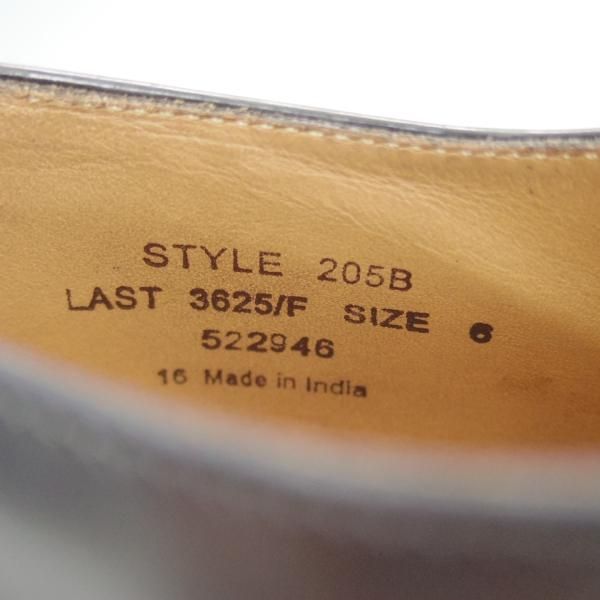 STYLE 205B
LAST 3625/F SIZE 6
522946
16 Made in India